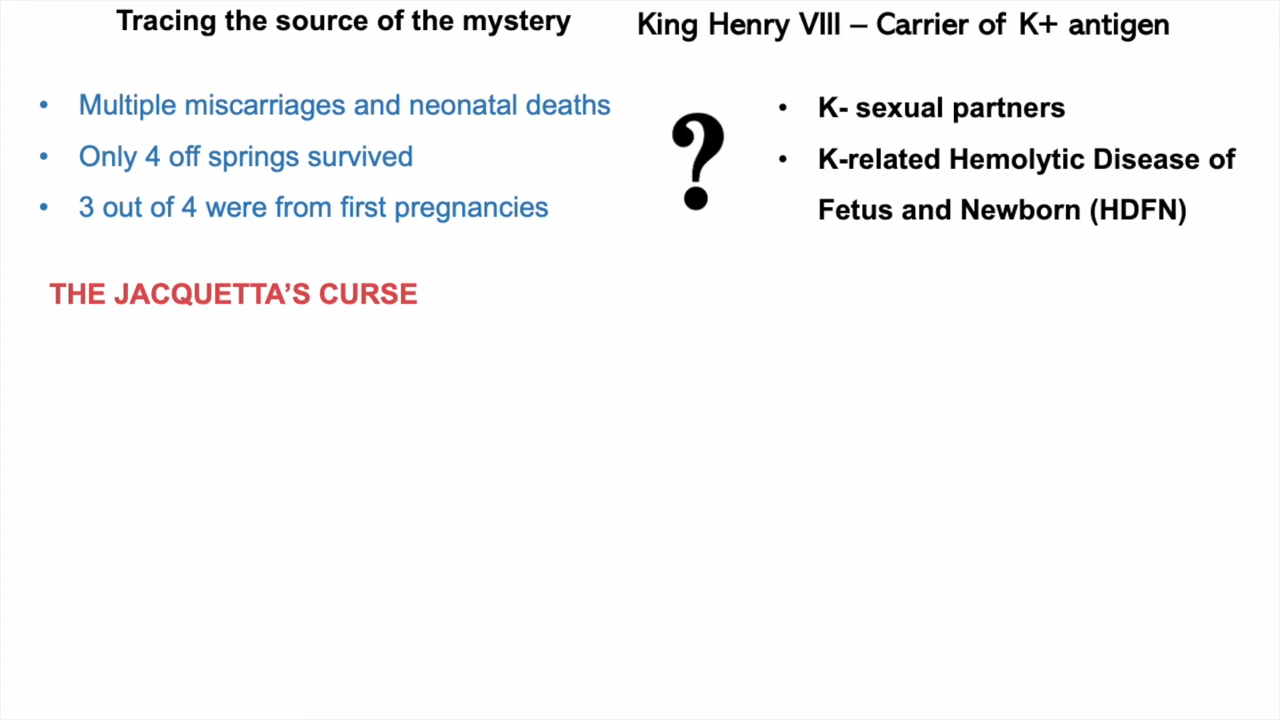 Tracing the source of the mystery
• Multiple miscarriages and neonatal deaths
• Only 4 off springs survived
• 3 out of 4 were from first pregnancies
THE JACQUETTA’S CURSE
King Henry VIII – Carrier of K+ antigen
?
• K- sexual partners
• K-related Hemolytic Disease of
Fetus and Newborn (HDFN)